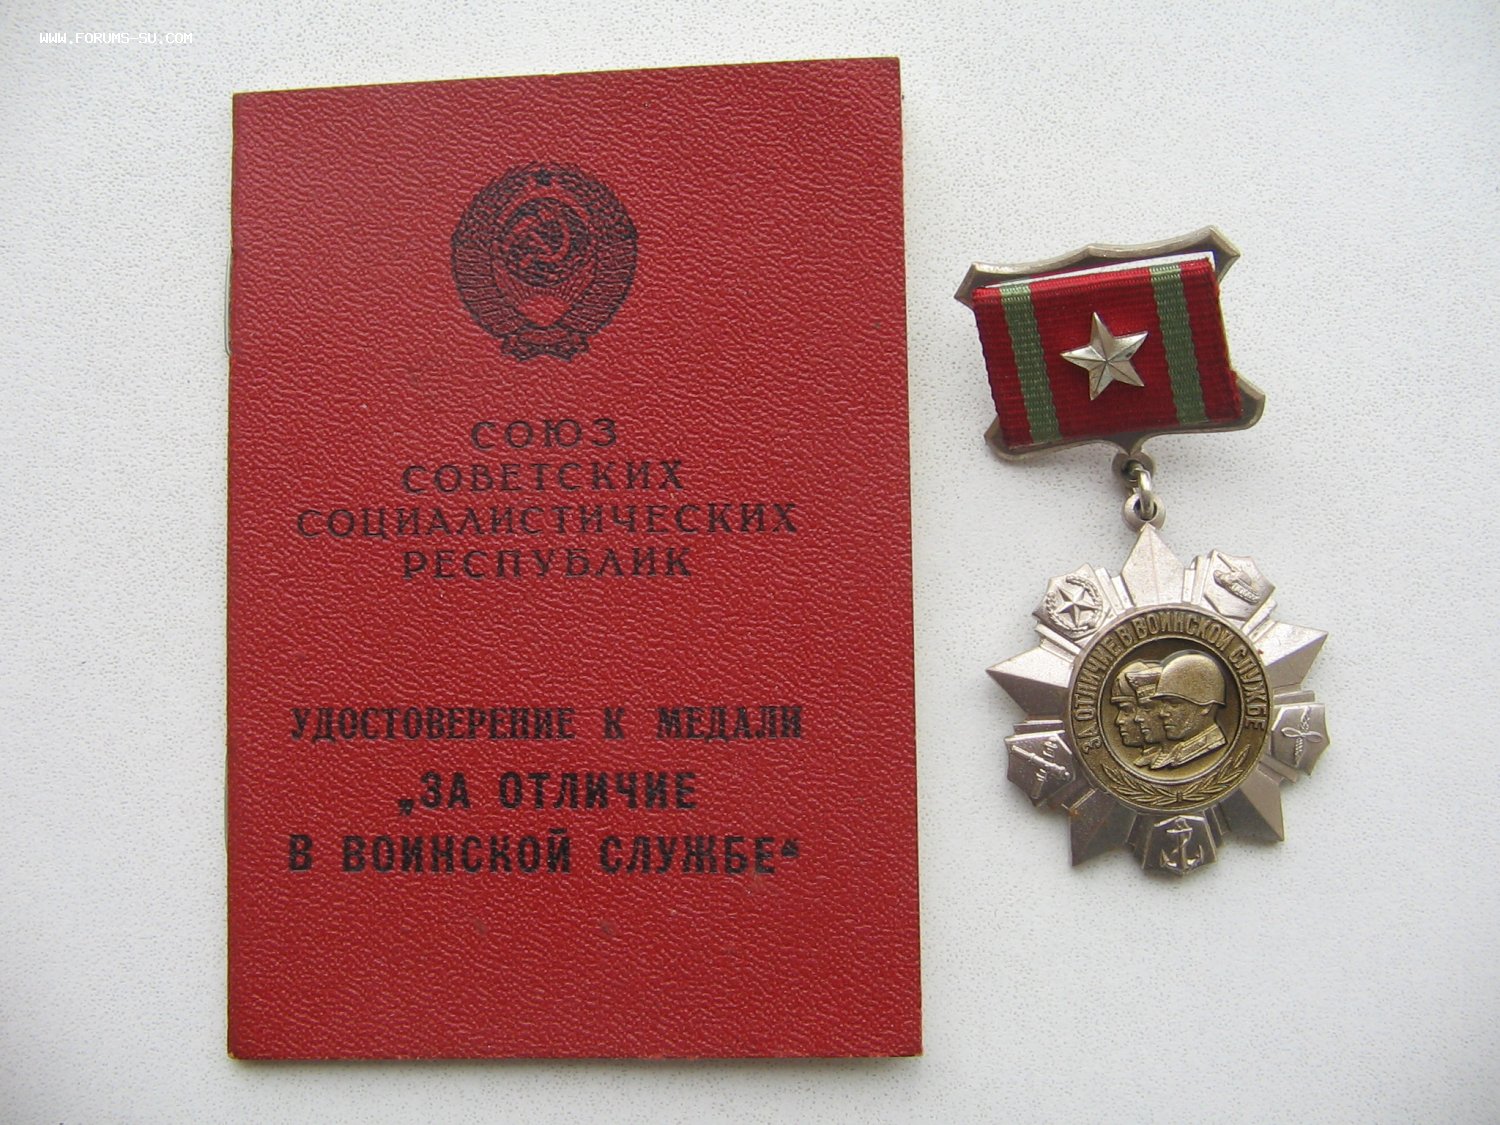 WWW.FORUMS-SU.COM
СОЮЗ
СОВЕТСКИХ
СОЦИАЛИСТИЧЕСКИХ
РЕСПУБЛИК
УДОСТОВЕРЕНИЕ К МЕДАЛИ
„ЗА ОТЛИЧИЕ
В ВОИНСКОЙ СЛУЖБЕ“
ЗА ОТЛИЧИЕ В ВОИНСКОЙ СЛУЖБЕ